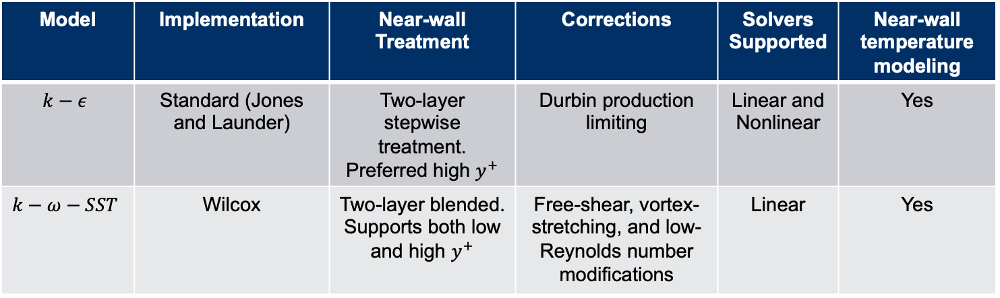 Model
Implementation
Near-wall
Treatment
Corrections
Solvers
Supported
Near-wall
temperature
modeling
k − ϵ
Standard (Jones
and Launder)
Two-layer
stepwise
treatment.
Preferred high y⁺
Durbin production
limiting
Linear and
Nonlinear
Yes
k − ω − SST
Wilcox
Two-layer blended.
Supports both low
and high y⁺
Free-shear, vortex-
stretching, and low-
Reynolds number
modifications
Linear
Yes